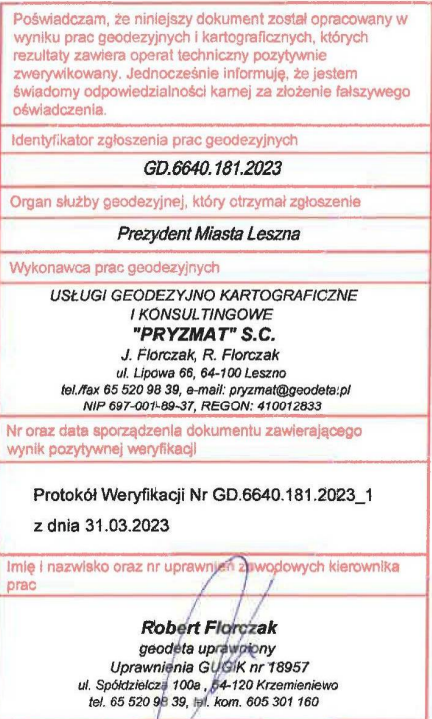 Poświadczam, że niniejszy dokument został opracowany w
wyniku prac geodezyjnych i kartograficznych, których
rezultaty zawiera operat techniczny pozytywnie
zwerywikowany. Jednocześnie informuję, że jestem
świadomy odpowiedzialności karnej za złożenie fałszywego
oświadczenia.
Identyfikator zgłoszenia prac geodezyjnych
GD.6640.181.2023
Organ służby geodezyjnej, który otrzymał zgłoszenie
Prezydent Miasta Leszna
Wykonawca prac geodezyjnych
USŁUGI GEODEZYJNO KARTOGRAFICZNE
I KONSULTINGOWE
"PRYZMAT" S.C.
J. Florczak, R. Florczak
ul. Lipowa 66, 64-100 Leszno
tel./fax 65 520 98 39, e-mail: pryzmat@geodeta.pl
NIP 697-001-89-37, REGON: 410012833
Nr oraz data sporządzenia dokumentu zawierającego
wynik pozytywnej weryfikacji
Protokół Weryfikacji Nr GD.6640.181.2023_1
z dnia 31.03.2023
Imię i nazwisko oraz nr uprawnień zawodowych kierownika
prac
Robert Florczak
geodeta uprawniony
Uprawnienia GUGiK nr 18957
ul. Spółdzielcza 100a, 64-120 Krzemieniewo
tel. 65 520 98 39, tel. kom. 605 301 160